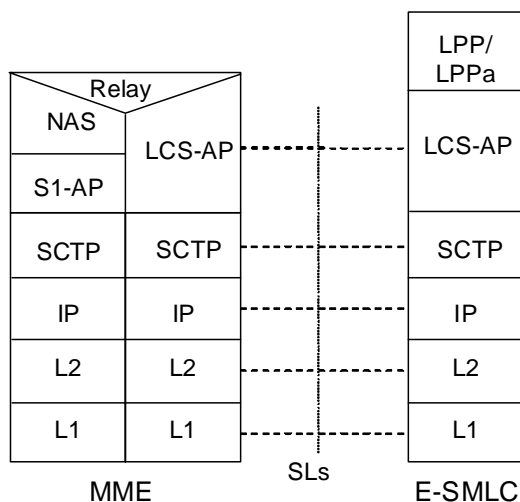 LPP/
LPPa
Relay
NAS
LCS-AP
LCS-AP
S1-AP
SCTP SCTP SCTP
IP IP IP
L2 L2 L2
L1 L1 L1
SLs
MME E-SMLC